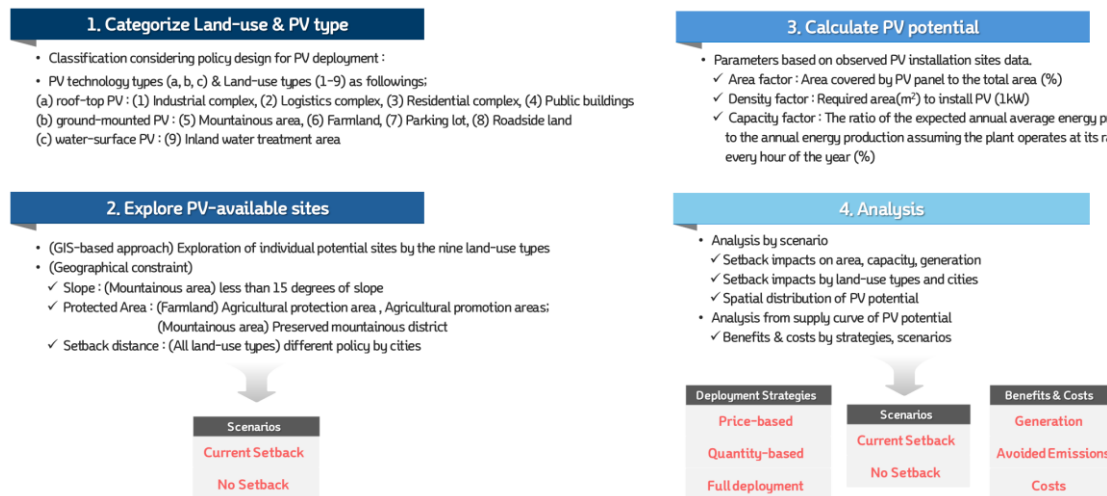 1. Categorize Land-use & PV type
• Classification considering policy design for PV deployment :
• PV technology types (a, b, c) & Land-use types (1-9) as followings;
(a) roof-top PV : (1) Industrial complex, (2) Logistics complex, (3) Residential complex, (4) Public buildings
(b) ground-mounted PV : (5) Mountainous area, (6) Farmland, (7) Parking lot, (8) Roadside land
(c) water-surface PV : (9) Inland water treatment area
2. Explore PV-available sites
• (GIS-based approach) Exploration of individual potential sites by the nine land-use types
• (Geographical constraint)
✓ Slope : (Mountainous area) less than 15 degrees of slope
✓ Protected Area : (Farmland) Agricultural protection area , Agricultural promotion areas;
(Mountainous area) Preserved mountainous district
✓ Setback distance : (All land-use types) different policy by cities
Scenarios
Current Setback
No Setback
3. Calculate PV potential
• Parameters based on observed PV installation sites data.
✓ Area factor : Area covered by PV panel to the total area (%)
✓ Density factor : Required area(m²) to install PV (1kW)
✓ Capacity factor : The ratio of the expected annual average energy
to the annual energy production assuming the plant operates at its
every hour of the year (%)
4. Analysis
• Analysis by scenario
✓ Setback impacts on area, capacity, generation
✓ Setback impacts by land-use types and cities
✓ Spatial distribution of PV potential
• Analysis from supply curve of PV potential
✓ Benefits & costs by strategies, scenarios
Deployment Strategies
Price-based
Quantity-based
Full deployment
Scenarios
Current Setback
No Setback
Benefits & Costs
Generation
Avoided Emissions
Costs